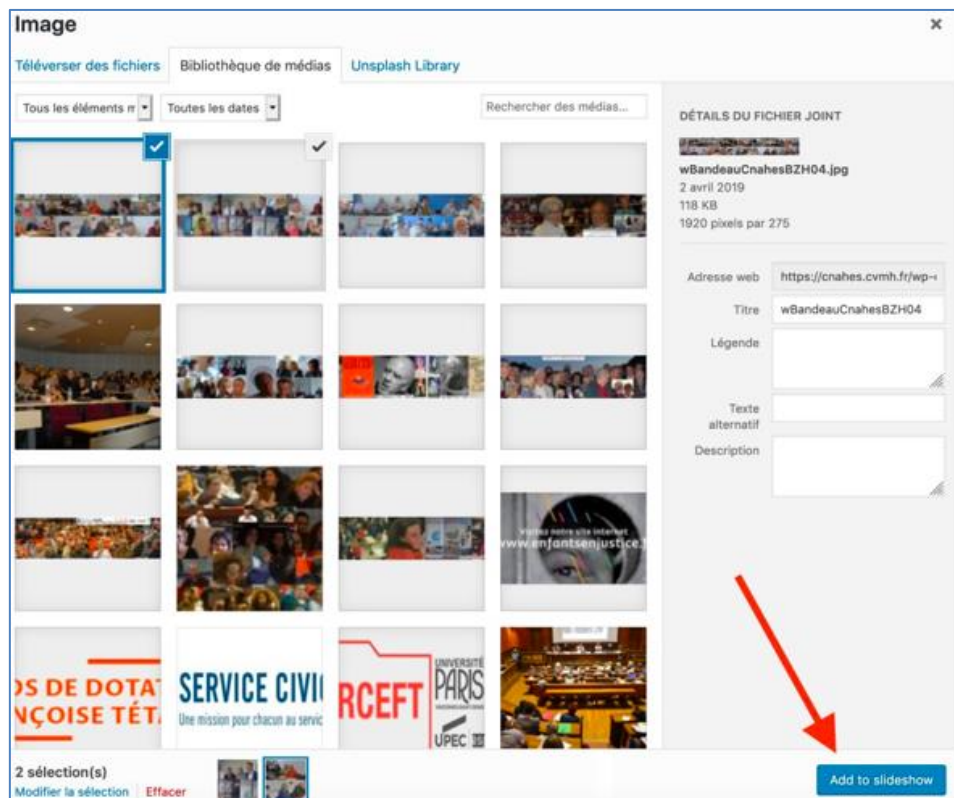 Image
×
Téléverser des fichiers Bibliothèque de médias Unsplash Library
Tous les éléments m Toutes les dates Rechercher des médias...
DÉTAILS DU FICHIER JOINT
wBandeauCnahesBZH04.jpg
2 avril 2019
118 KB
1920 pixels par 275
Adresse web https://cnahes.cvmh.fr/wp-
Titre wBandeauCnahesBZH04
Légende
Texte
alternatif
Description
Visitez notre site internet
www.enfantsenjustice.f
DS DE DOTAT
NÇOISE TÉT
SERVICE CIVI
Une mission pour chacun au servic
RCEFT
UNIVERSITÉ
PARIS
UPEC
2 sélection(s)
Modifier la sélection Effacer
Add to slideshow